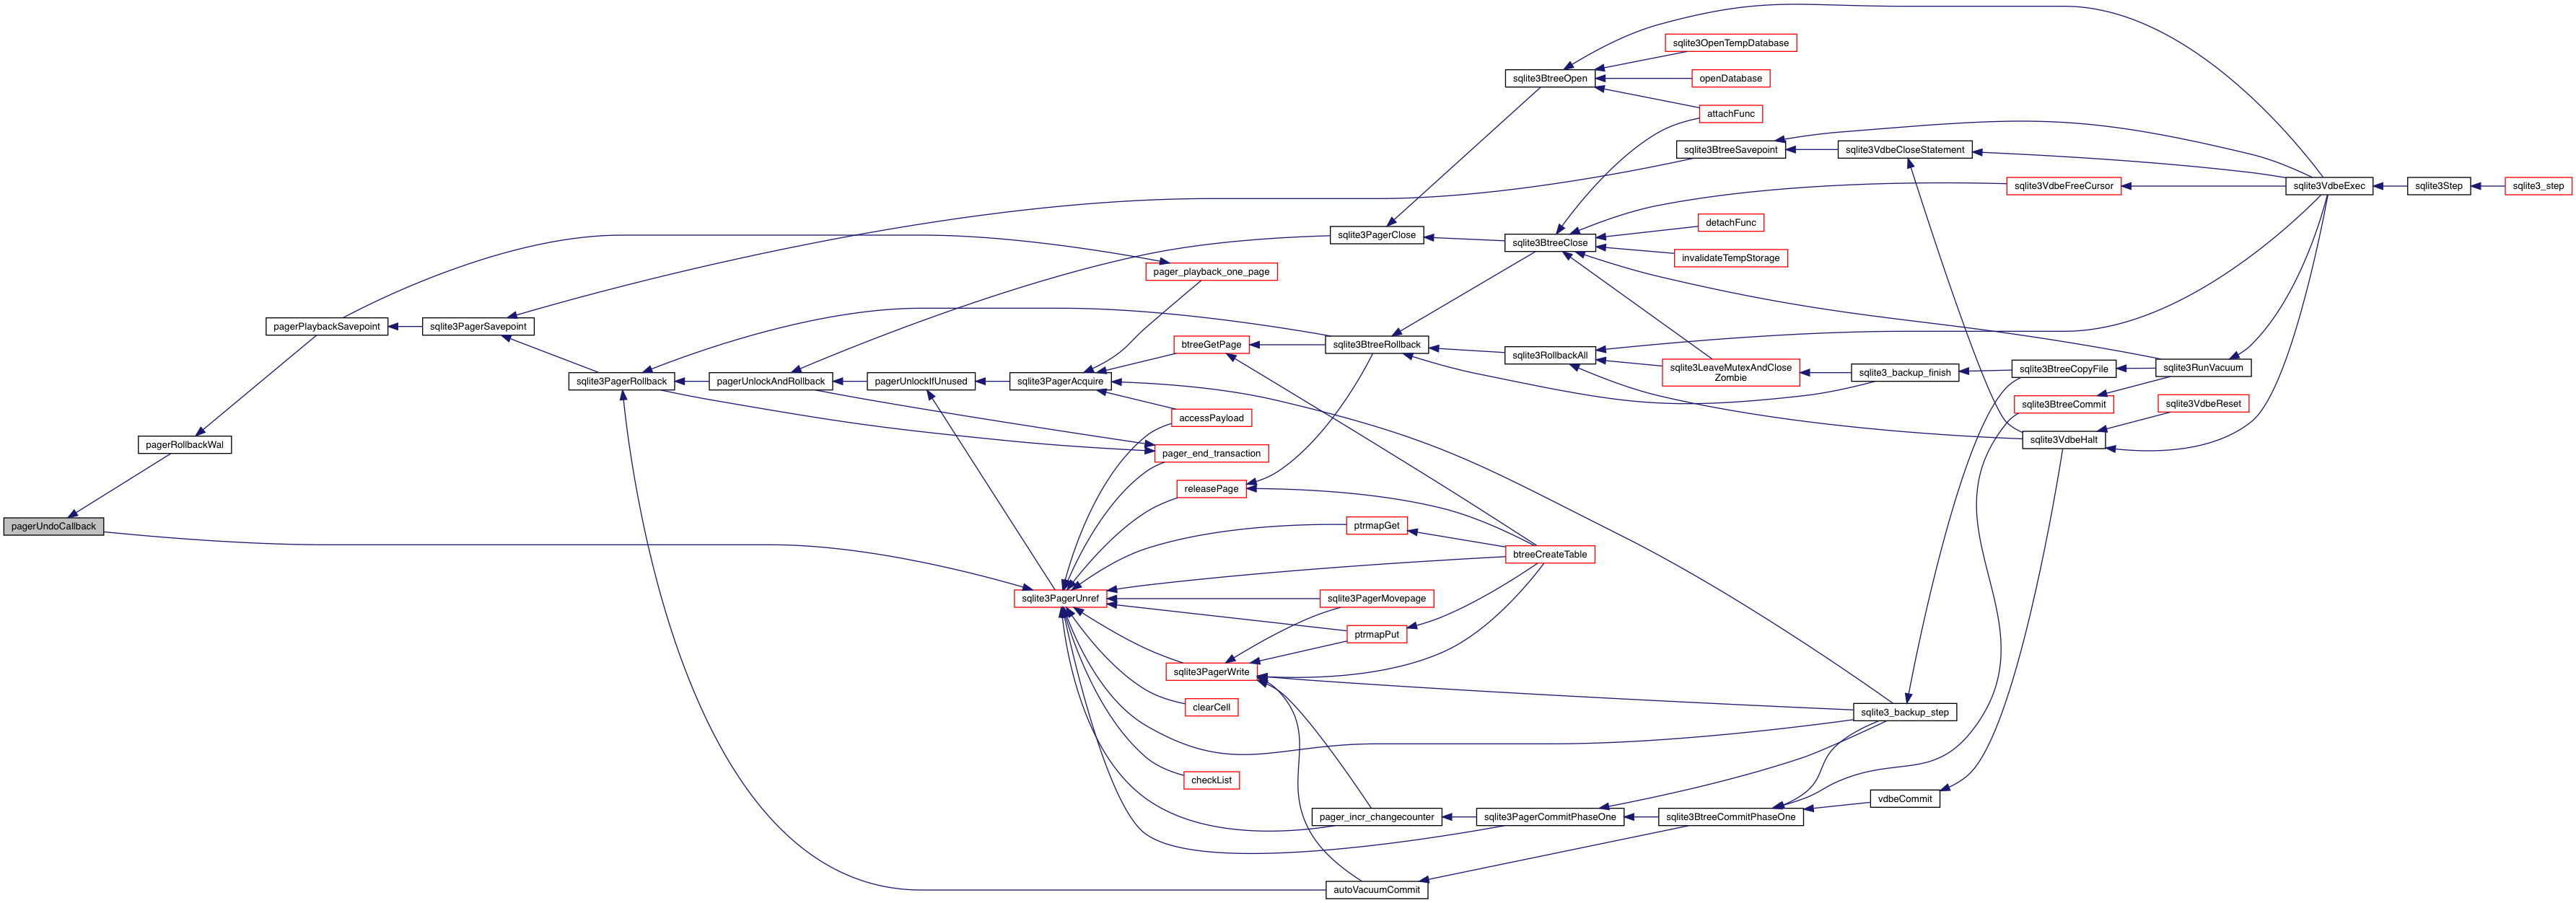 sqlite3OpenTempDatabase
sqlite3BtreeOpen
openDatabase
attachFunc
sqlite3BtreeSavepoint
sqlite3VdbeCloseStatement
sqlite3VdbeFreeCursor
sqlite3VdbeExec
sqlite3Step
sqlite3_step
detachFunc
sqlite3PagerClose
sqlite3BtreeClose
invalidateTempStorage
pager_playback_one_page
pagerPlaybackSavepoint
sqlite3PagerSavepoint
btreeGetPage
sqlite3BtreeRollback
sqlite3RollbackAll
sqlite3LeaveMutexAndClose
Zombie
sqlite3_backup_finish
sqlite3BtreeCopyFile
sqlite3RunVacuum
sqlite3PagerRollback
pagerUnlockAndRollback
pagerUnlockIfUnused
sqlite3PagerAcquire
sqlite3BtreeCommit
sqlite3VdbeReset
accessPayload
sqlite3VdbeHalt
pagerRollbackWal
pager_end_transaction
releasePage
pagerUndoCallback
ptrmapGet
btreeCreateTable
sqlite3PagerUnref
sqlite3PagerMovepage
ptrmapPut
sqlite3PagerWrite
clearCell
sqlite3_backup_step
checkList
vdbeCommit
pager_incr_changecounter
sqlite3PagerCommitPhaseOne
sqlite3BtreeCommitPhaseOne
autoVacuumCommit